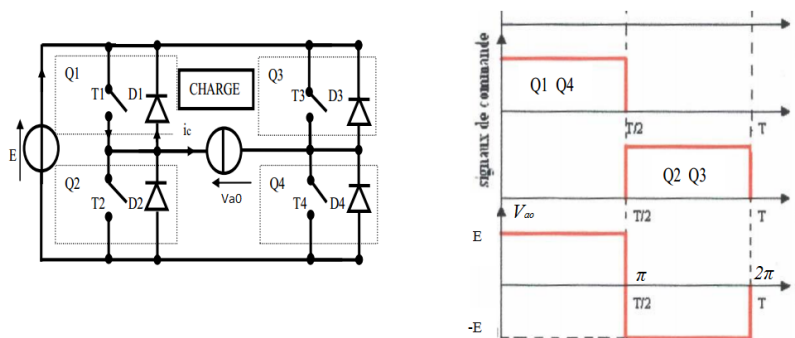 Q1
T1
D1
CHARGE
Q3
T3
D3
ic
E
Q2
T2
D2
Va0
Q4
T4
D4
signaux de commande
Q1 Q4
T/2
T
Q2 Q3
T/2
T
Vao
E
π
2π
T/2
T
-E